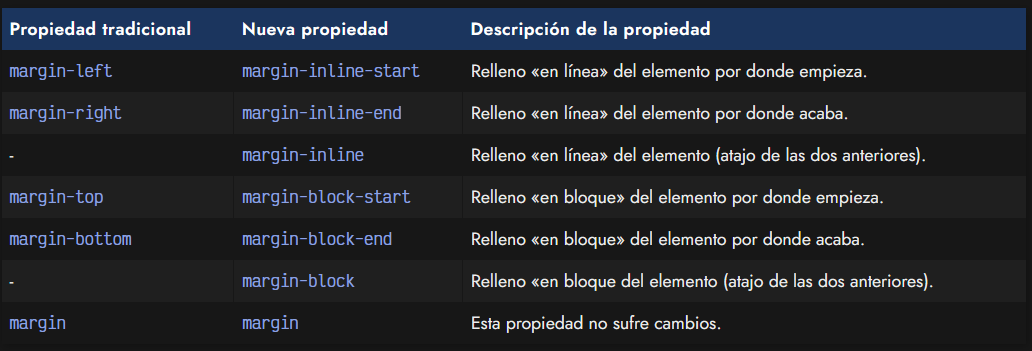 Propiedad tradicional Nueva propiedad Descripción de la propiedad
margin-left margin-inline-start Relleno «en línea» del elemento por donde empieza.
margin-right margin-inline-end Relleno «en línea» del elemento por donde acaba.
- margin-inline Relleno «en línea» del elemento (atajo de las dos anteriores).
margin-top margin-block-start Relleno «en bloque» del elemento por donde empieza.
margin-bottom margin-block-end Relleno «en bloque» del elemento por donde acaba.
- margin-block Relleno «en bloque del elemento (atajo de las dos anteriores).
margin margin Esta propiedad no sufre cambios.